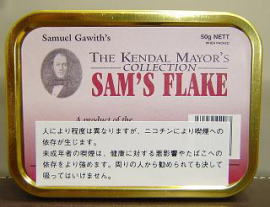 Samuel Gawith's
50g NETT
THE KENDAL MAYOR'S
COLLECTION
SAM'S FLAKE
A product of the
人により程度は異なりますが、ニコチンにより喫煙への
依存が生じます。
未成年者の喫煙は、健康に対する悪影響やたばこへの
依存をより強めます。周りの人から勧められても決して
吸ってはいけません。